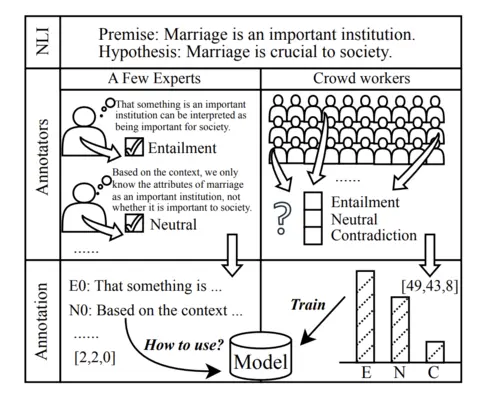 NLI
Premise: Marriage is an important institution.
Hypothesis: Marriage is crucial to society.
Annotators
A Few Experts
That something is an important
institution can be interpreted as
being important for society.
Entailment
Based on the context, we only
know the attributes of marriage
as an important institution, not
whether it is important to society.
Neutral
......
Crowd workers
......
?
Entailment
Neutral
Contradiction
Annotation
E0: That something is ...
N0: Based on the context ...
......
[2,2,0]
How to use?
Model
Train
[49,43,8]
E N C